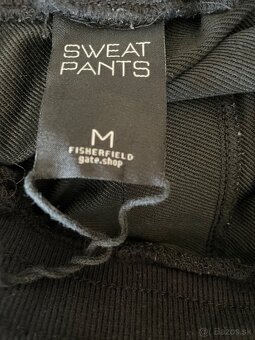 SWEAT
PANTS
M
FISHERFIELD
gate.shop
Bazos.sk